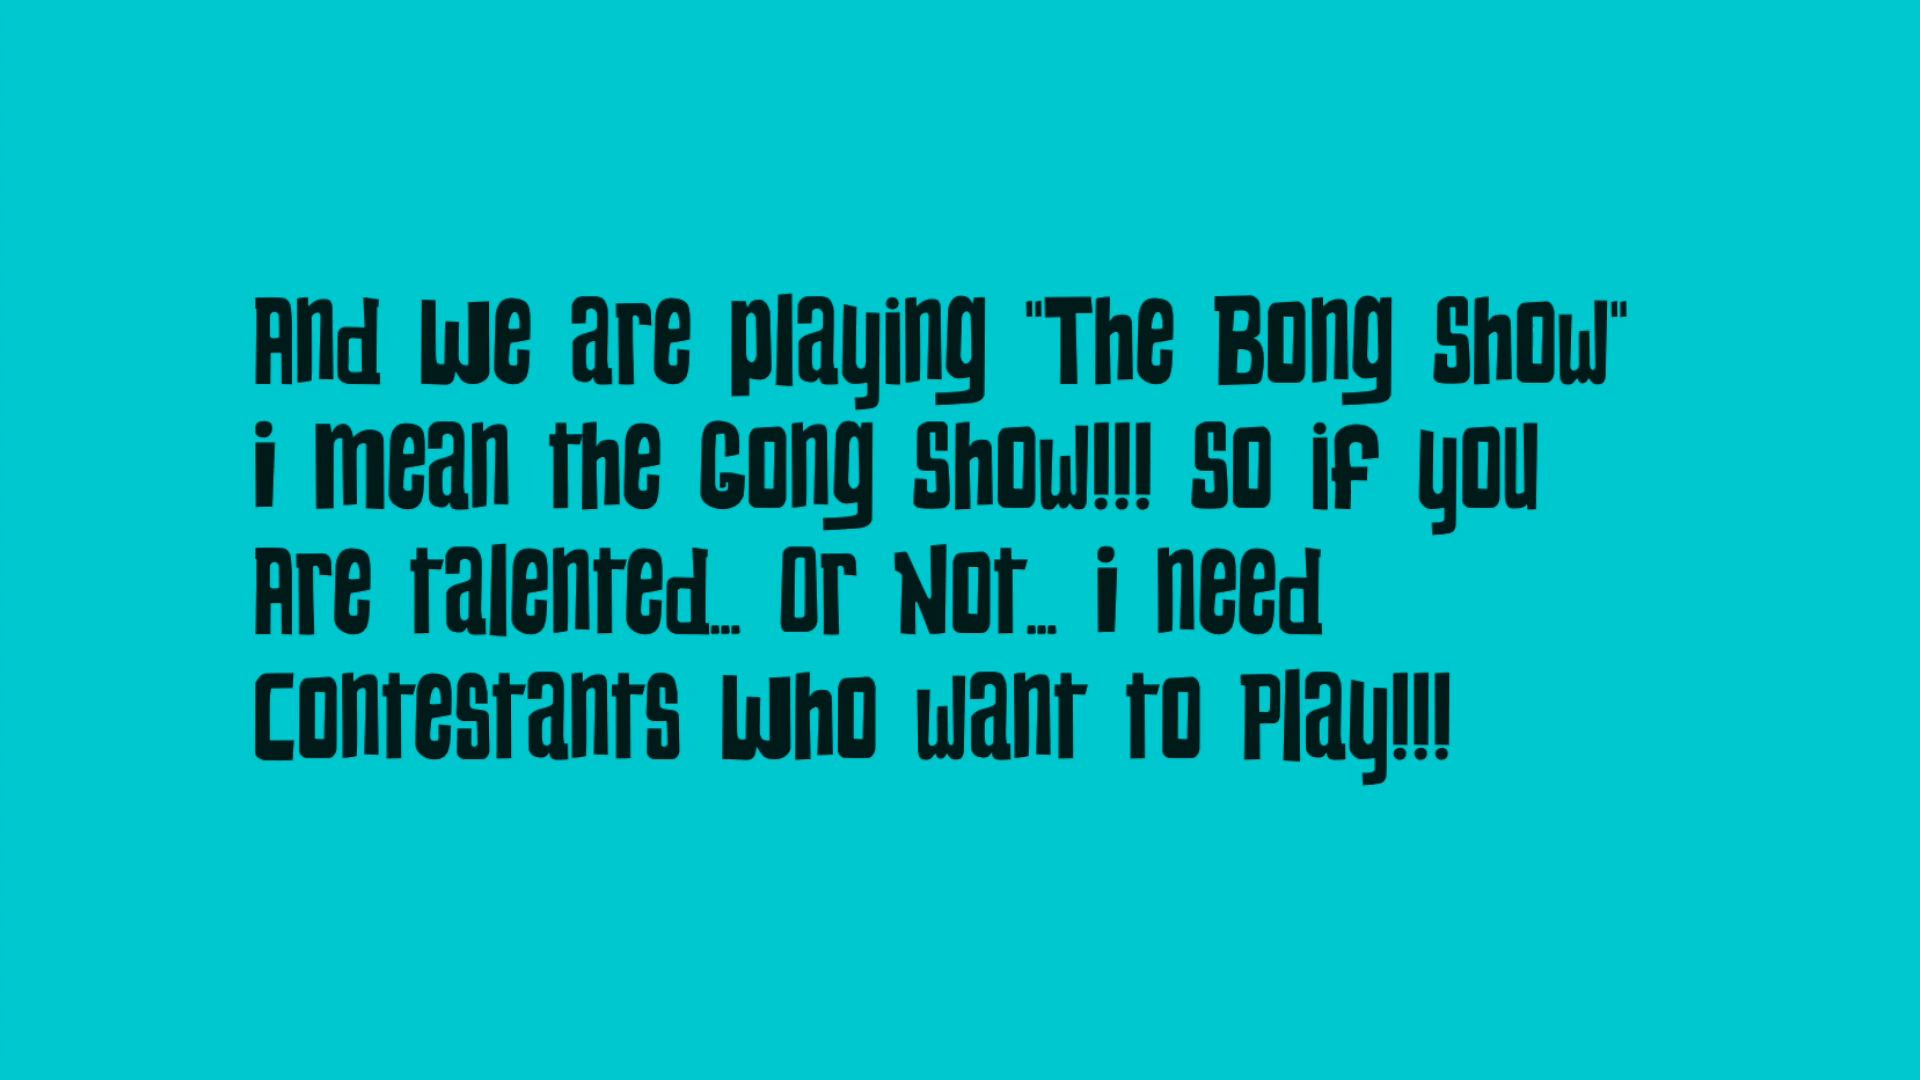 And We are playing "The Bong Show"
i mean the Gong Show!!! So if you
Are talented... Or Not... i need
Contestants Who want to Play!!!